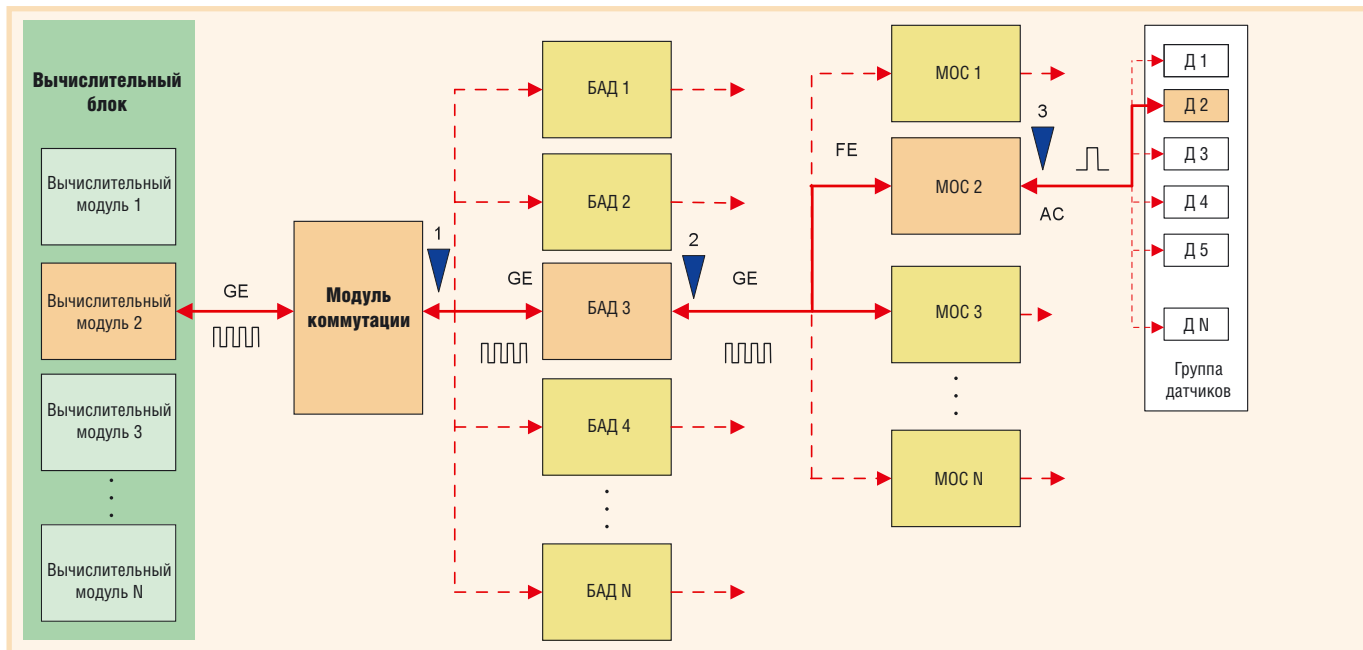 Вычислительный
блок
Вычислительный
модуль 1
Вычислительный
модуль 2
Вычислительный
модуль 3
Вычислительный
модуль N
GE
Модуль
коммутации
1
GE
БАД 1
БАД 2
БАД 3
БАД 4
БАД N
2
GE
FE
МОС 1
МОС 2
МОС 3
МОС N
3
АС
Д 1
Д 2
Д 3
Д 4
Д 5
Д N
Группа
датчиков